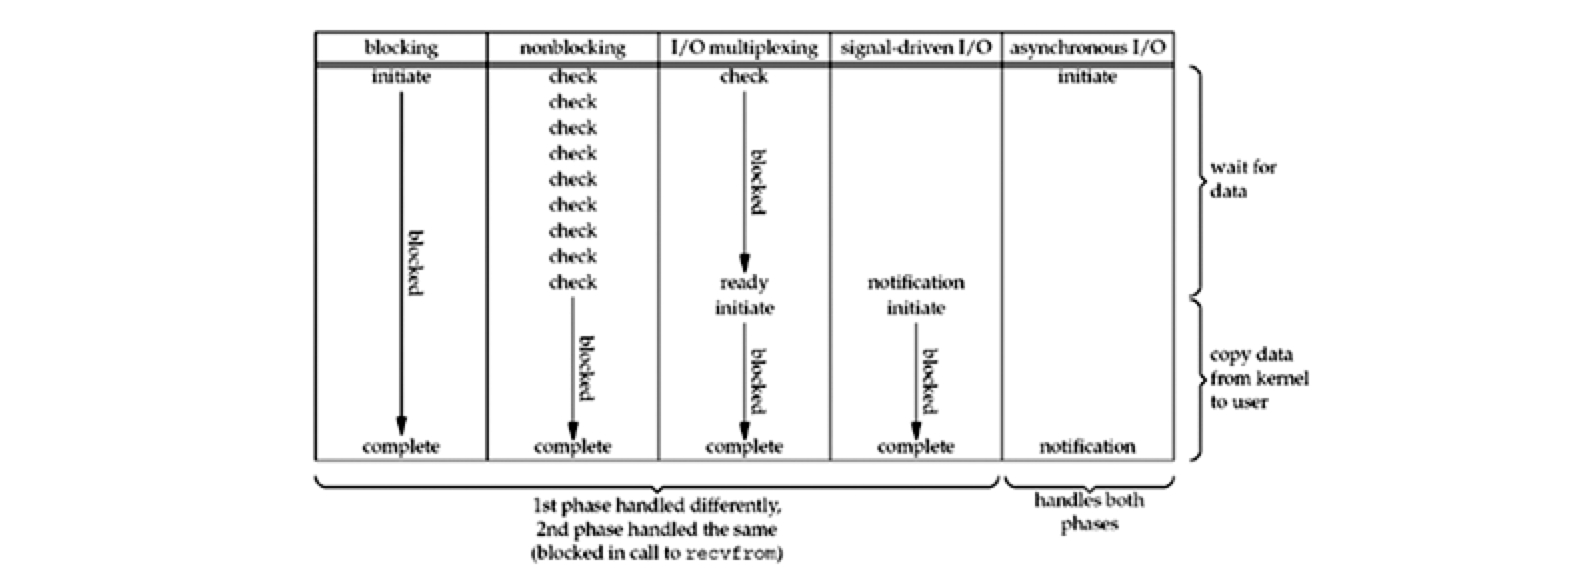 blocking nonblocking I/O multiplexing signal-driven I/O asynchronous I/O
initiate check check initiate
check
check
check
check
check
check
check
check ready notification
initiate initiate
blocked
blocked
blocked
blocked
blocked
complete complete complete complete notification
wait for
data
copy data
from kernel
to user
1st phase handled differently,
2nd phase handled the same
(blocked in call to recvfrom)
handles both
phases